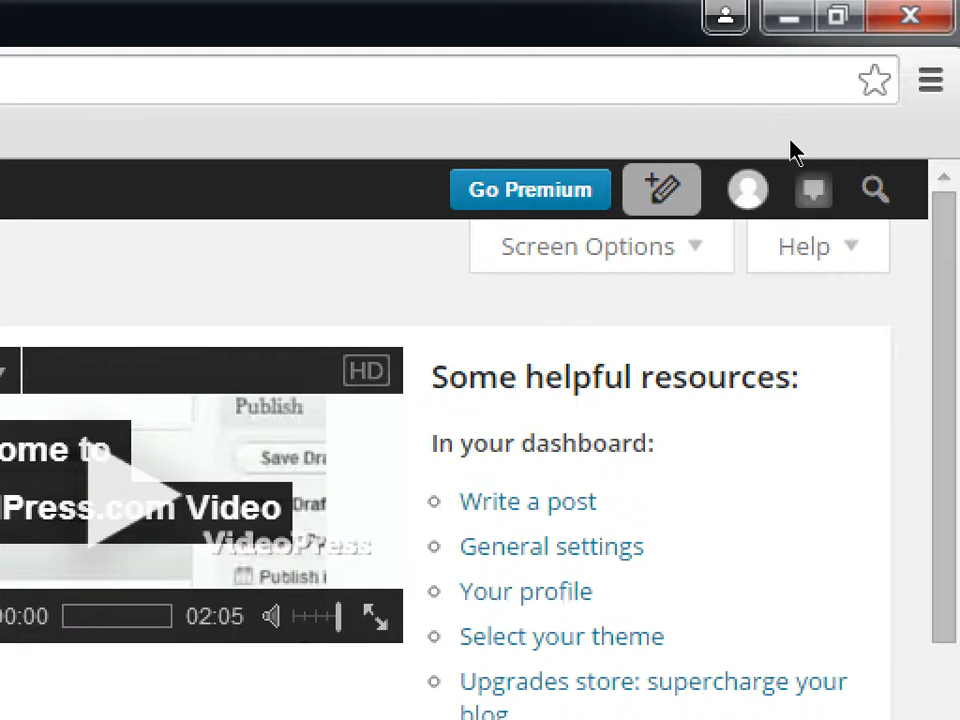 Go Premium
Screen Options
Help
HD
Some helpful resources:
Publish
In your dashboard:
ome to
Save Dra
Write a post
Draf
Press.com Video
VideoPress
General settings
Publish i
Your profile
00:00 02:05
Select your theme
Upgrades store: supercharge your
blog